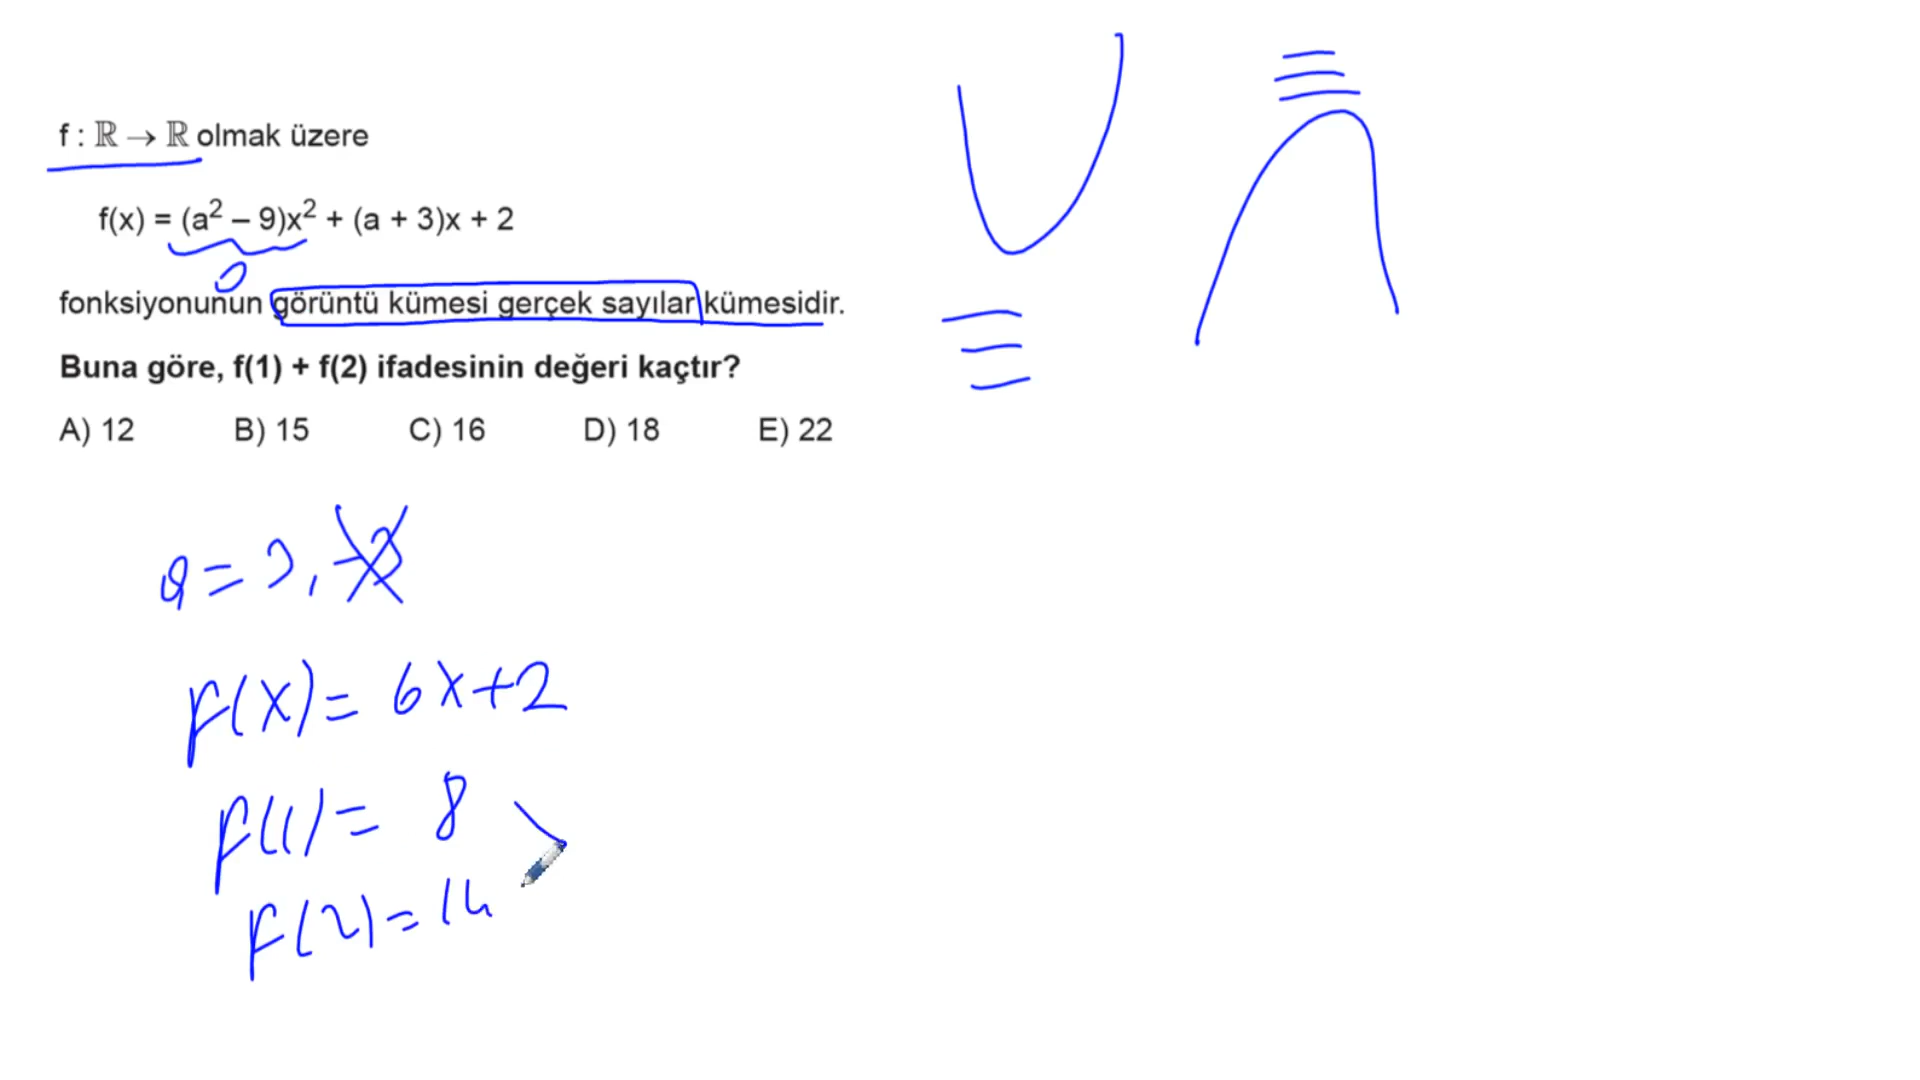 f : ℝ → ℝ olmak üzere
f(x) = (a² – 9)x² + (a + 3)x + 2
0
fonksiyonunun görüntü kümesi gerçek sayılar kümesidir.
Buna göre, f(1) + f(2) ifadesinin değeri kaçtır?
A) 12 B) 15 C) 16 D) 18 E) 22
a = 3, -3
F(x) = 6x+2
F(1) = 8
F(2) = 14